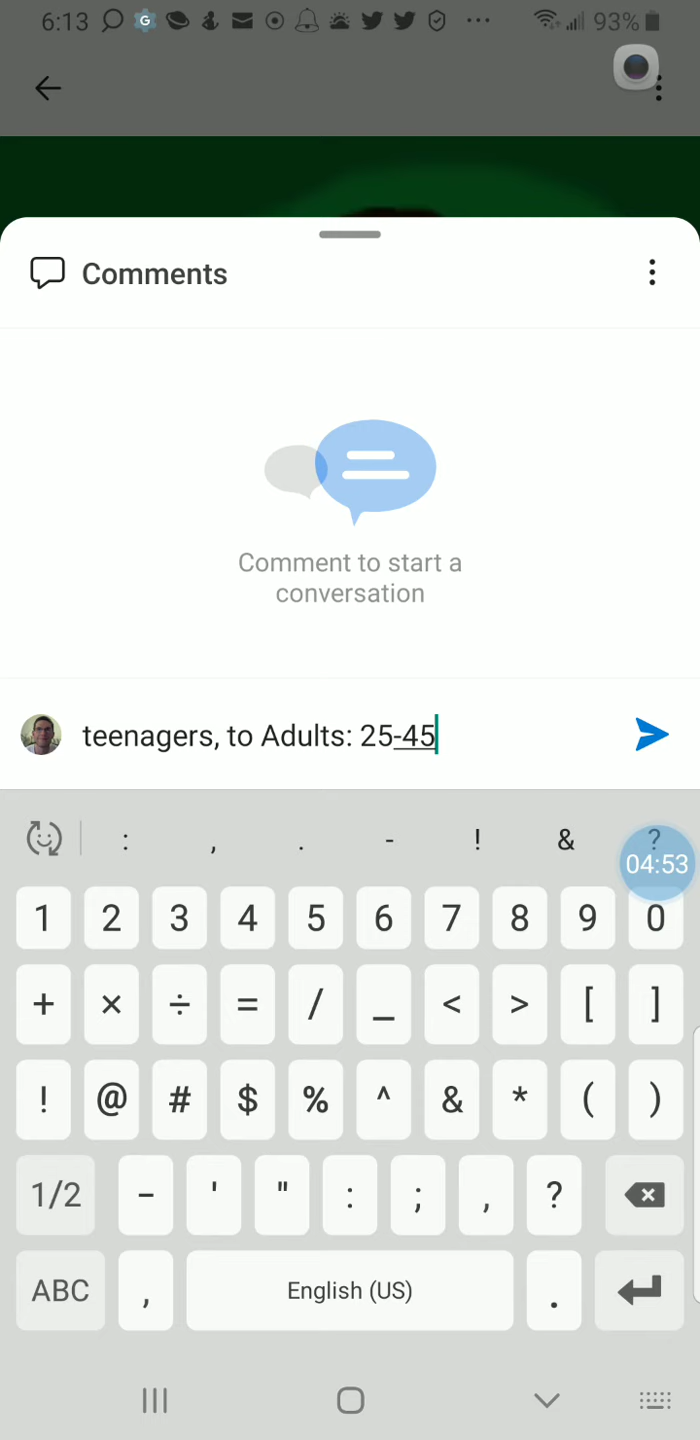 6:13
G
93%
Comments
Comment to start a
conversation
teenagers, to Adults: 25-45
: , . - ! & ?
04:53
1 2 3 4 5 6 7 8 9 0
+ × ÷ = / _ < > [ ]
! @ # $ % ^ & * ( )
1/2 - ' " : ; , ?
ABC , English (US) .